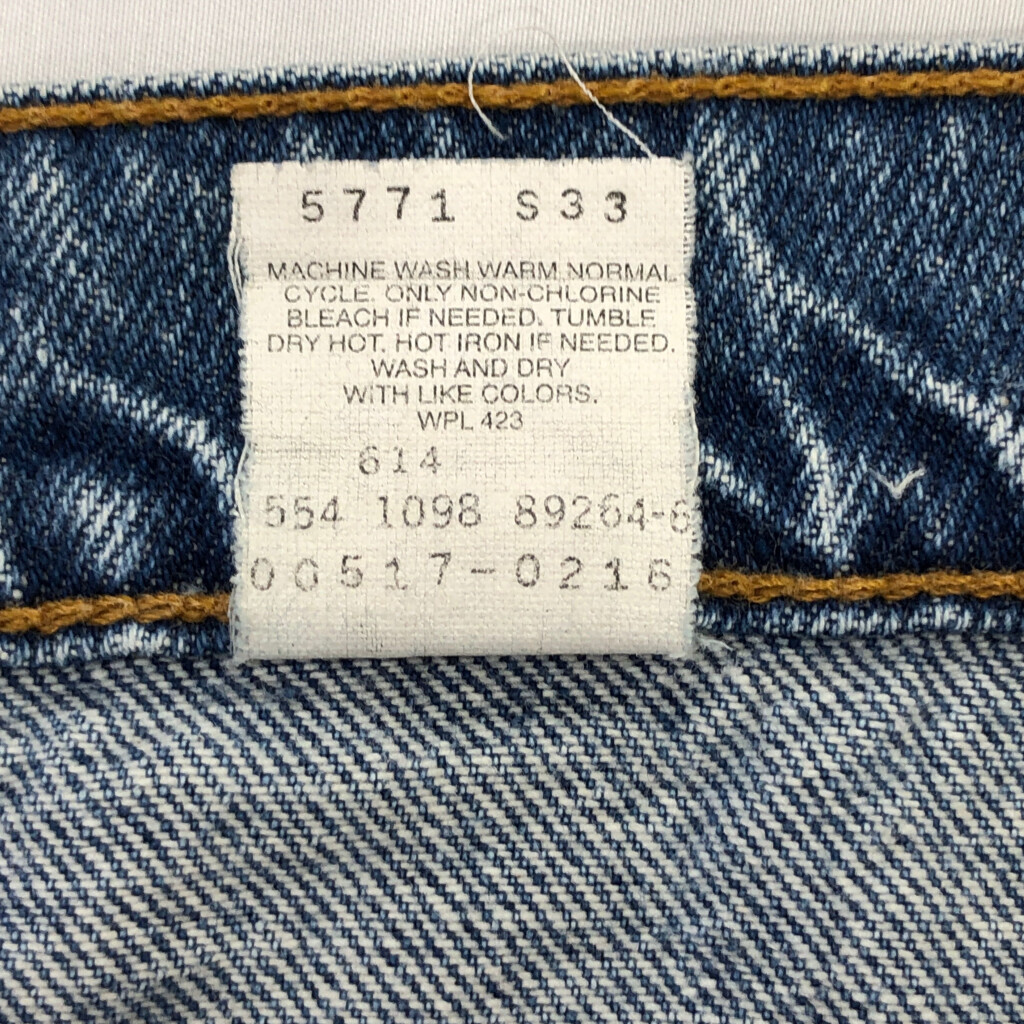 5771 S33
MACHINE WASH WARM NORMAL
CYCLE. ONLY NON-CHLORINE
BLEACH IF NEEDED. TUMBLE
DRY HOT. HOT IRON IF NEEDED.
WASH AND DRY
WITH LIKE COLORS.
WPL 423
614
554 1098 89264-6
00517-0216